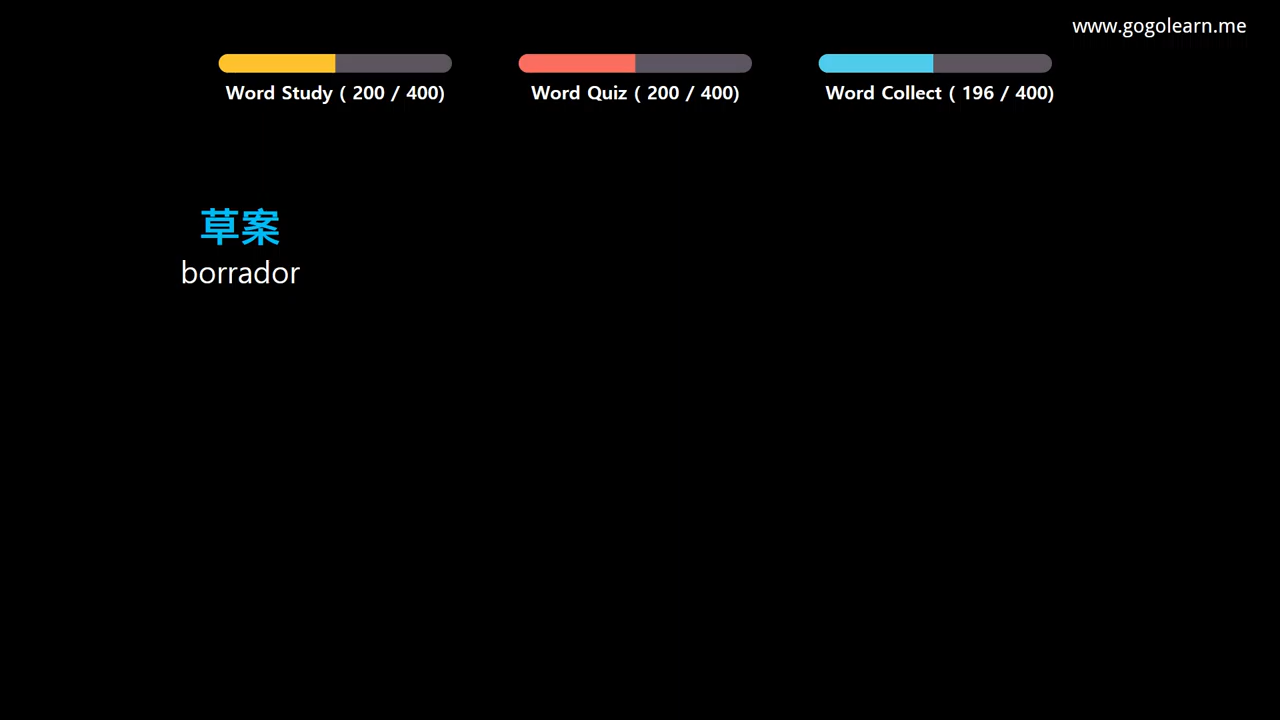 www.gogolearn.me
Word Study ( 200 / 400)
Word Quiz ( 200 / 400)
Word Collect ( 196 / 400)
草案
borrador